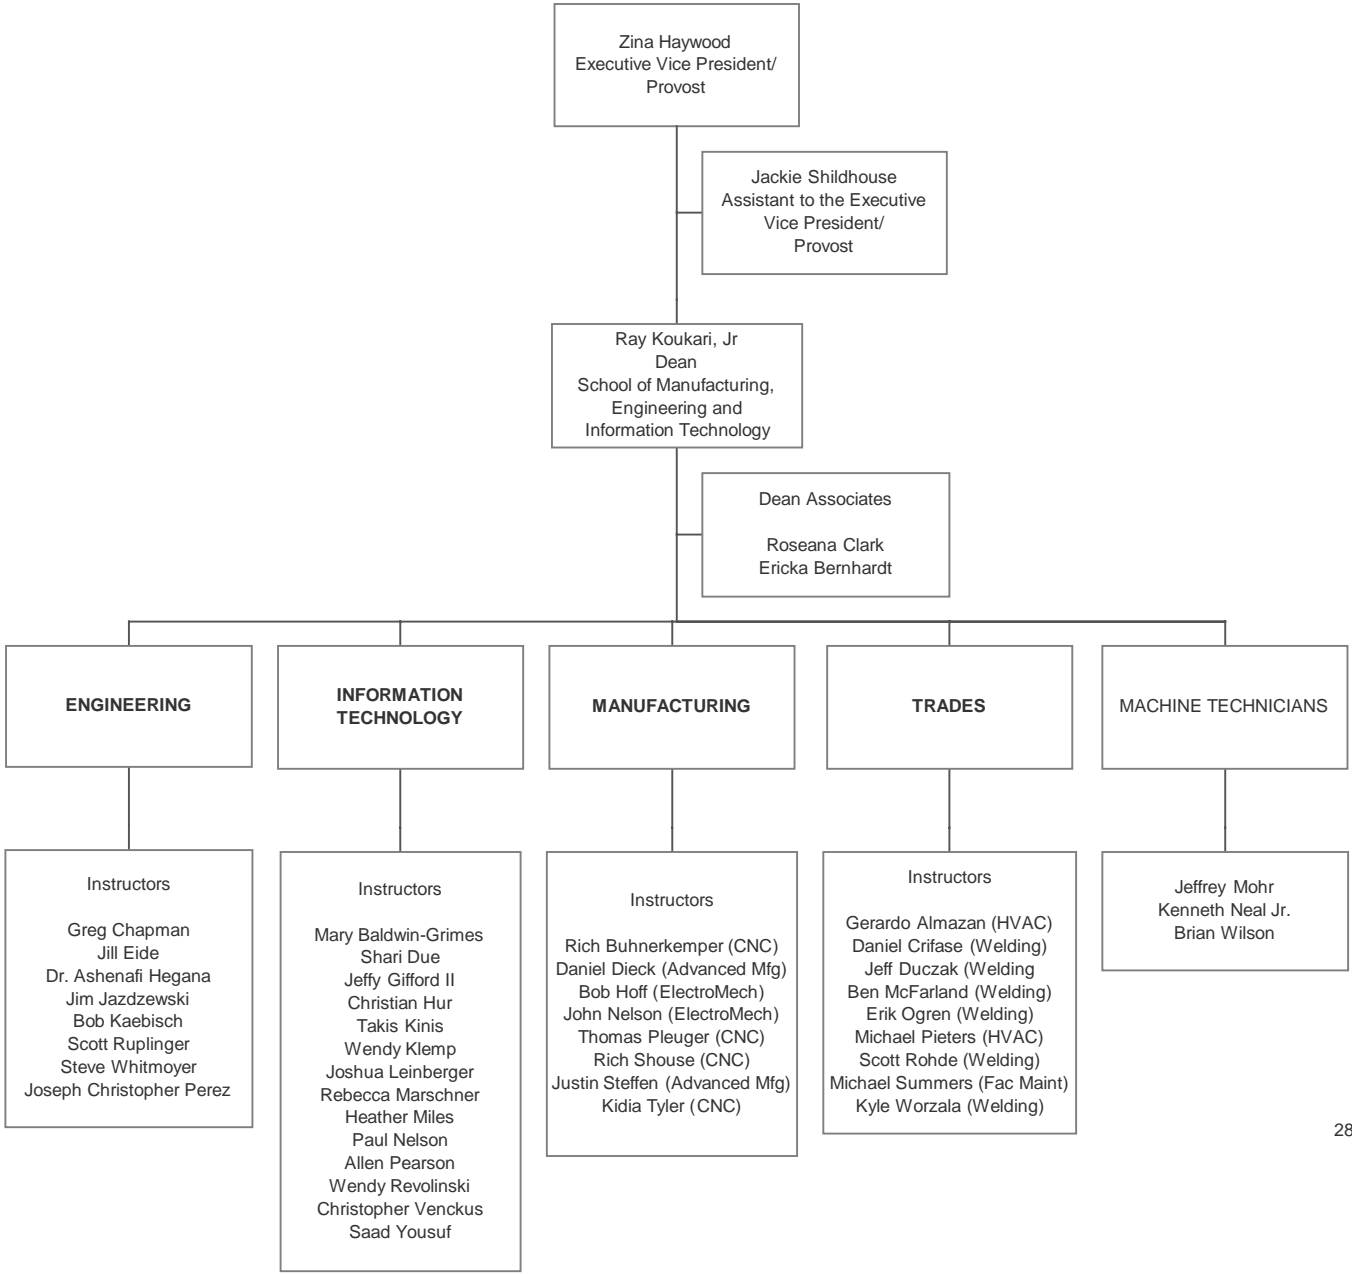 Zina Haywood
Executive Vice President/
Provost
Jackie Shildhouse
Assistant to the Executive
Vice President/
Provost
Ray Koukari, Jr
Dean
School of Manufacturing,
Engineering and
Information Technology
Dean Associates
Roseana Clark
Ericka Bernhardt
ENGINEERING
INFORMATION
TECHNOLOGY
MANUFACTURING
TRADES
MACHINE TECHNICIANS
Instructors
Greg Chapman
Jill Eide
Dr. Ashenafi Hegana
Jim Jazdzewski
Bob Kaebisch
Scott Ruplinger
Steve Whitmoyer
Joseph Christopher Perez
Instructors
Mary Baldwin-Grimes
Shari Due
Jeffy Gifford II
Christian Hur
Takis Kinis
Wendy Klemp
Joshua Leinberger
Rebecca Marschner
Heather Miles
Paul Nelson
Allen Pearson
Wendy Revolinski
Christopher Venckus
Saad Yousuf
Instructors
Rich Buhnerkemper (CNC)
Daniel Dieck (Advanced Mfg)
Bob Hoff (ElectroMech)
John Nelson (ElectroMech)
Thomas Pleuger (CNC)
Rich Shouse (CNC)
Justin Steffen (Advanced Mfg)
Kidia Tyler (CNC)
Instructors
Gerardo Almazan (HVAC)
Daniel Crifase (Welding)
Jeff Duczak (Welding
Ben McFarland (Welding)
Erik Ogren (Welding)
Michael Pieters (HVAC)
Scott Rohde (Welding)
Michael Summers (Fac Maint)
Kyle Worzala (Welding)
Jeffrey Mohr
Kenneth Neal Jr.
Brian Wilson
28